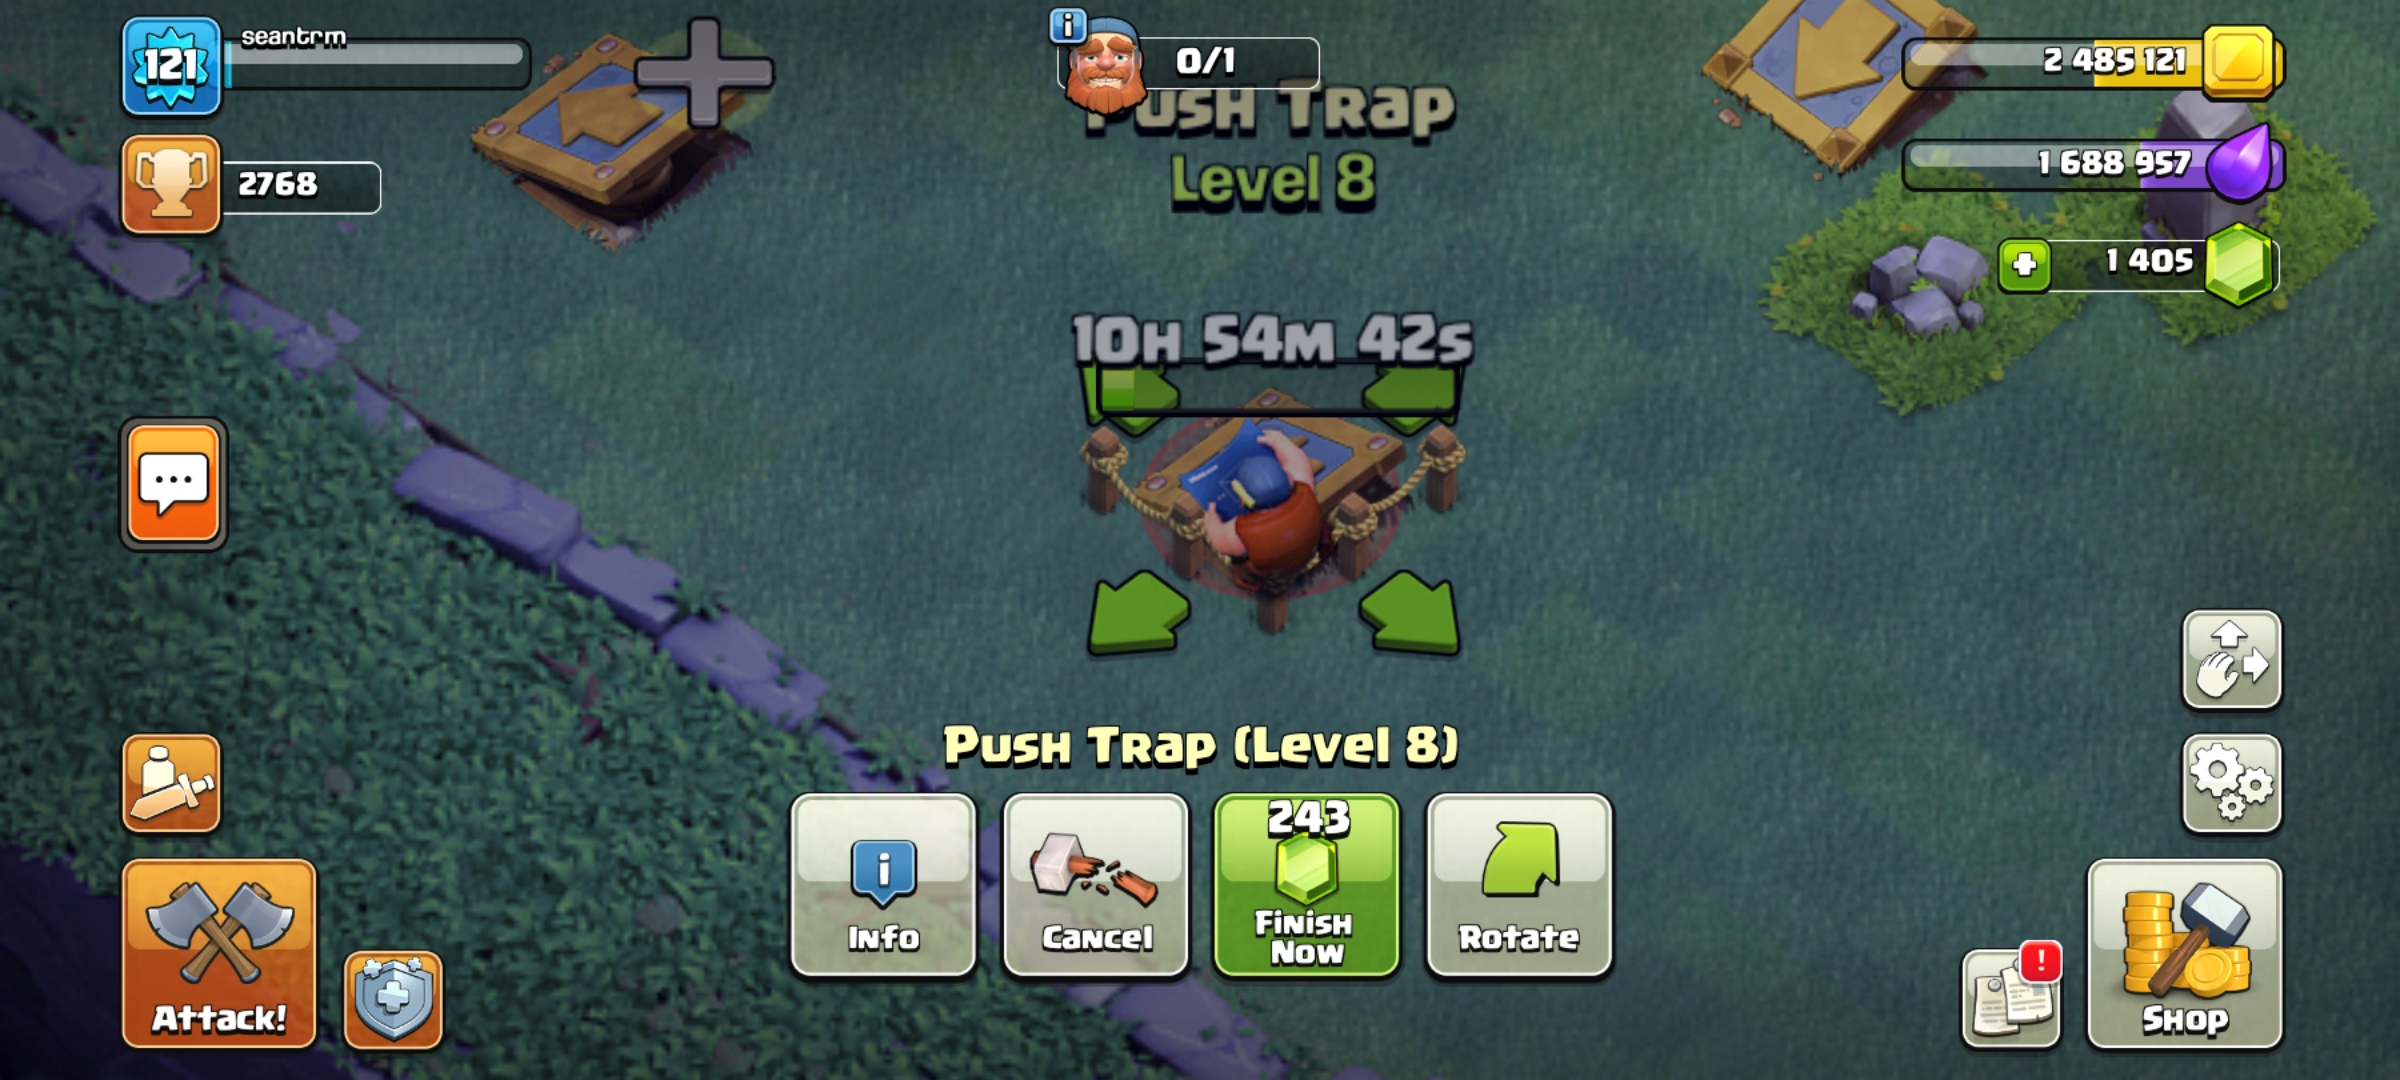 121
seantrm
0/1
2 485 121
Push Trap
Level 8
2768
1 688 957
1 405
10H 54M 42s
Push Trap (Level 8)
243
Info
Cancel
Finish
Now
Rotate
Attack!
!
Shop